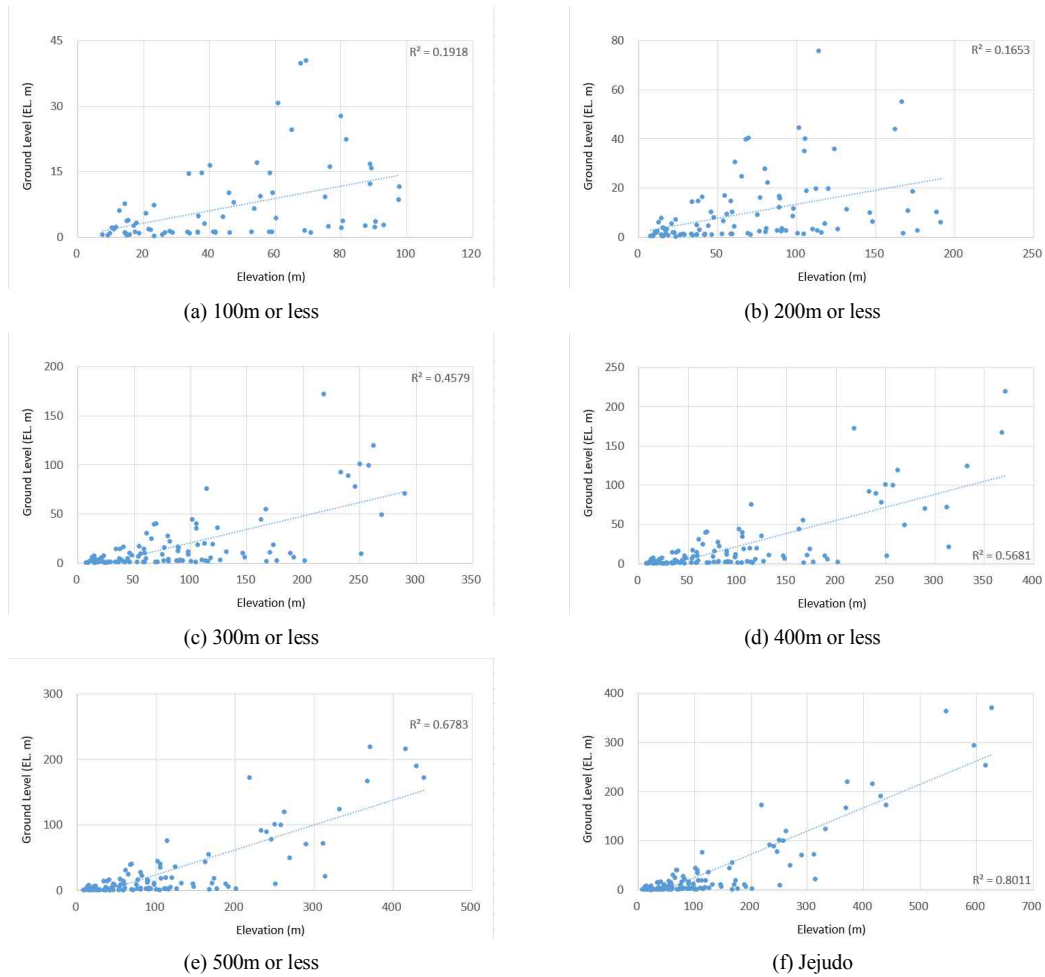 R² = 0.1918
Ground Level (EL. m)
45
30
15
0
0 20 40 60 80 100 120
Elevation (m)
(a) 100m or less
R² = 0.1653
Ground Level (EL. m)
80
60
40
20
0
0 50 100 150 200 250
Elevation (m)
(b) 200m or less
R² = 0.4579
Ground Level (EL. m)
200
150
100
50
0
0 50 100 150 200 250 300 350
Elevation (m)
(c) 300m or less
Ground Level (EL. m)
250
200
150
100
50
0
R² = 0.5681
0 50 100 150 200 250 300 350 400
Elevation (m)
(d) 400m or less
R² = 0.6783
Ground Level (EL. m)
300
200
100
0
0 100 200 300 400 500
Elevation (m)
(e) 500m or less
Ground Level (EL. m)
400
300
200
100
0
R² = 0.8011
0 100 200 300 400 500 600 700
Elevation (m)
(f) Jejudo